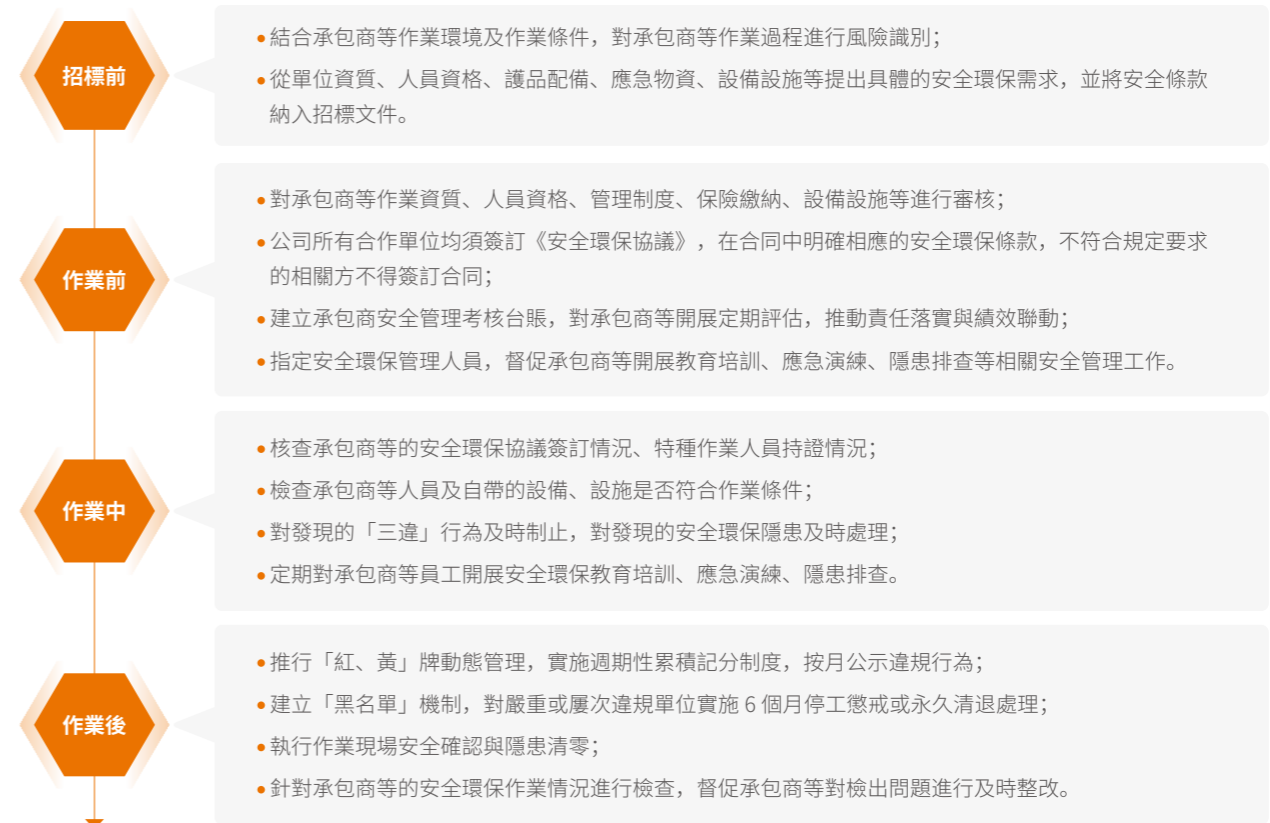 招標前
•結合承包商等作業環境及作業條件，對承包商等作業過程進行風險識別；
•從單位資質、人員資格、護品配備、應急物資、設備設施等提出具體的安全環保需求，並將安全條款
納入招標文件。
作業前
•對承包商等作業資質、人員資格、管理制度、保險繳納、設備設施等進行審核；
•公司所有合作單位均須簽訂《安全環保協議》，在合同中明確相應的安全環保條款，不符合規定要求
的相關方不得簽訂合同；
•建立承包商安全管理考核台賬，對承包商等開展定期評估，推動責任落實與績效聯動；
•指定安全環保管理人員，督促承包商等開展教育培訓、應急演練、隱患排查等相關安全管理工作。
作業中
•核查承包商等的安全環保協議簽訂情況、特種作業人員持證情況；
•檢查承包商等人員及自帶的設備、設施是否符合作業條件；
•對發現的「三違」行為及時制止，對發現的安全環保隱患及時處理；
•定期對承包商等員工開展安全環保教育培訓、應急演練、隱患排查。
作業後
•推行「紅、黃」牌動態管理，實施週期性累積記分制度，按月公示違規行為；
•建立「黑名單」機制，對嚴重或屢次違規單位實施 6 個月停工懲戒或永久清退處理；
•執行作業現場安全確認與隱患清零；
•針對承包商等的安全環保作業情況進行檢查，督促承包商等對檢出問題進行及時整改。